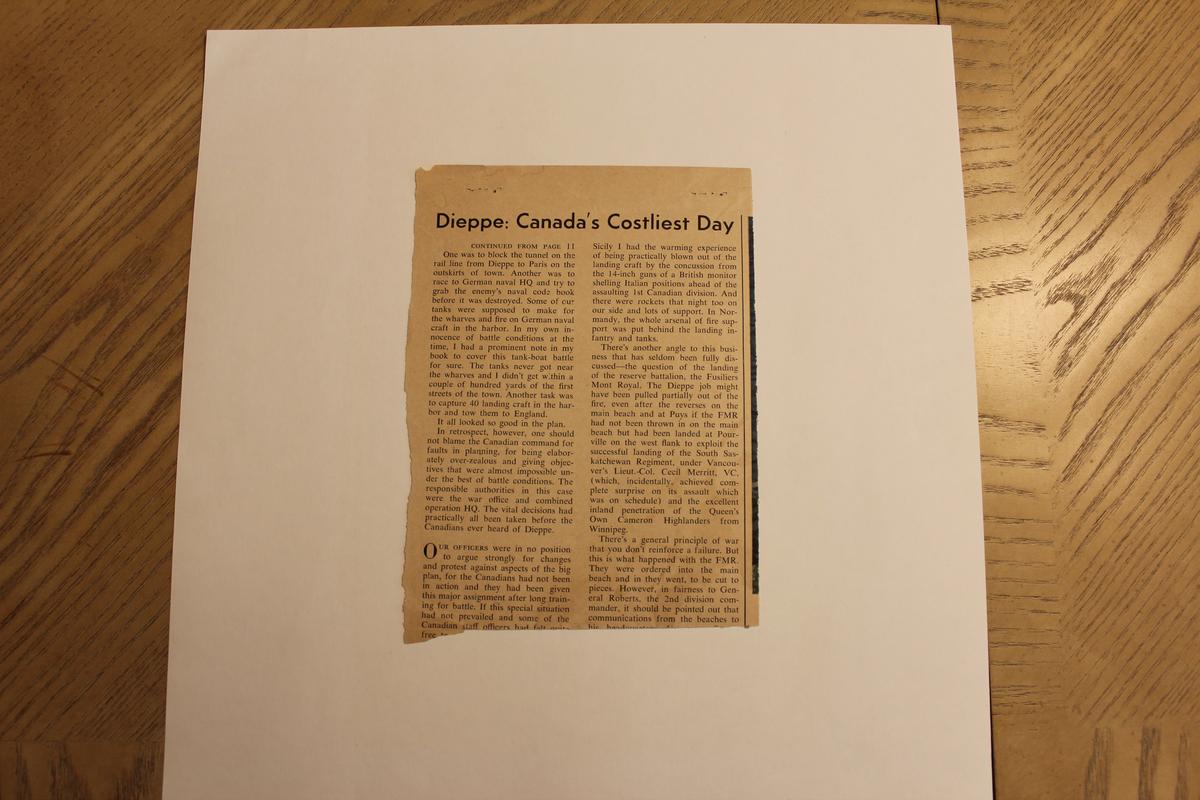 Dieppe: Canada's Costliest Day
CONTINUED FROM PAGE 11
One was to block the tunnel on the
rail line from Dieppe to Paris on the
outskirts of town. Another was to
race to German naval HQ and try to
grab the enemy's naval code book
before it was destroyed. Some of our
tanks were supposed to make for
the wharves and fire on German naval
craft in the harbor. In my own in-
nocence of battle conditions at the
time, I had a prominent note in my
book to cover this tank-boat battle
for sure. The tanks never got near
the wharves and I didn't get within a
couple of hundred yards of the first
streets of the town. Another task was
to capture 40 landing craft in the har-
bor and tow them to England.
It all looked so good in the plan.
In retrospect, however, one should
not blame the Canadian command for
faults in planning, for being elabor-
ately over-zealous and giving objec-
tives that were almost impossible un-
der the best of battle conditions. The
responsible authorities in this case
were the war office and combined
operation HQ. The vital decisions had
practically all been taken before the
Canadians ever heard of Dieppe.
OUR OFFICERS were in no position
to argue strongly for changes
and protest against aspects of the big
plan, for the Canadians had not been
in action and they had been given
this major assignment after long train-
ing for battle. If this special situation
had not prevailed and some of the
Canadian staff officers had felt quite
free
Sicily I had the warming experience
of being practically blown out of the
landing craft by the concussion from
the 14-inch guns of a British monitor
shelling Italian positions ahead of the
assaulting 1st Canadian division. And
there were rockets that night too on
our side and lots of support. In Nor-
mandy, the whole arsenal of fire sup-
port was put behind the landing in-
fantry and tanks.
There's another angle to this busi-
ness that has seldom been fully dis-
cussed—the question of the landing
of the reserve battalion, the Fusiliers
Mont Royal. The Dieppe job might
have been pulled partially out of the
fire, even after the reverses on the
main beach and at Puys if the FMR
had not been thrown in on the main
beach but had been landed at Pour-
ville on the west flank to exploit the
successful landing of the South Sas-
katchewan Regiment, under Vancou-
ver's Lieut.-Col. Cecil Merritt, VC,
(which, incidentally, achieved com-
plete surprise on its assault which
was on schedule) and the excellent
inland penetration of the Queen's
Own Cameron Highlanders from
Winnipeg.
There's a general principle of war
that you don't reinforce a failure. But
this is what happened with the FMR.
They were ordered into the main
beach and in they went, to be cut to
pieces. However, in fairness to Gen-
eral Roberts, the 2nd division com-
mander, it should be pointed out that
communications from the beaches to
his